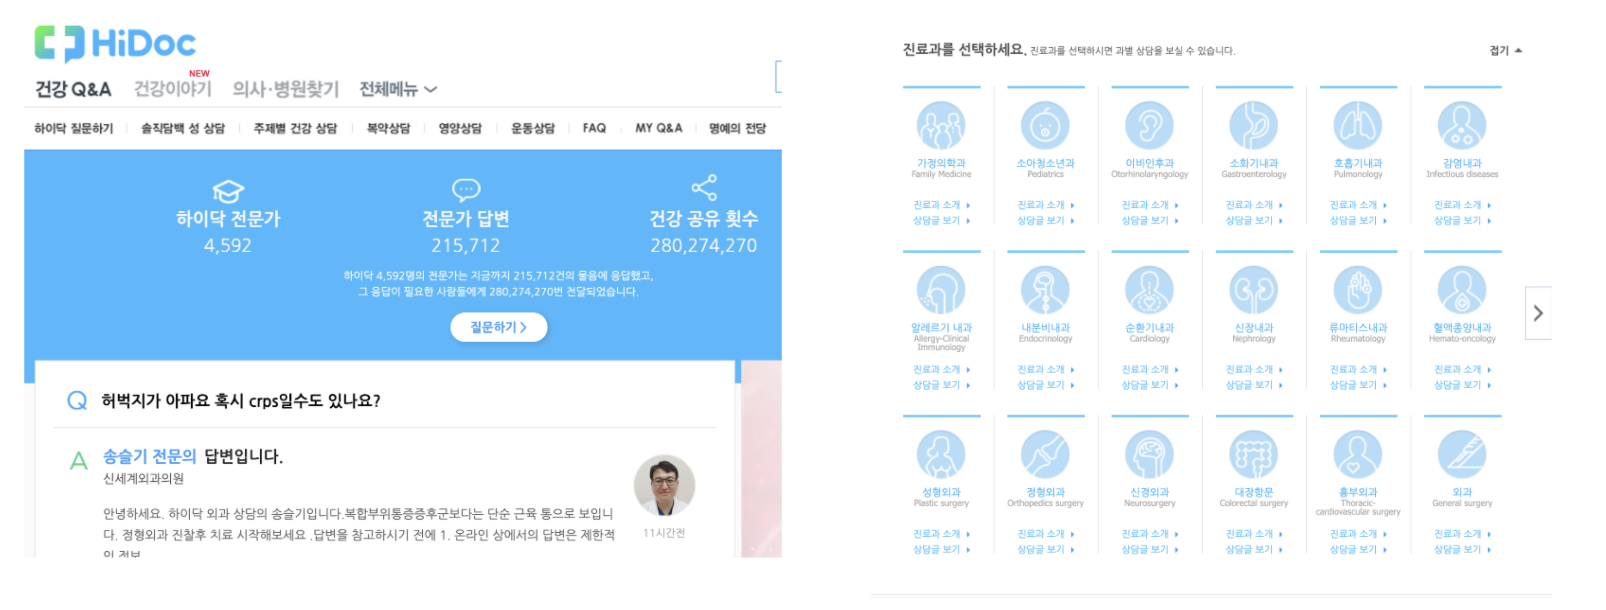 HiDoc
NEW
건강 Q&A 건강이야기 의사·병원찾기 전체메뉴
하이닥 질문하기 솔직담백 성 상담 주제별 건강 상담 복약상담 영양상담 운동상담 FAQ MY Q&A 명예의 전당
하이닥 전문가 전문가 답변 건강 공유 횟수
4,592 215,712 280,274,270
하이닥 4,592명의 전문가는 지금까지 215,712건의 물음에 응답했고,
그 응답이 필요한 사람들에게 280,274,270번 전달되었습니다.
질문하기 >
Q 허벅지가 아파요 혹시 crps일수도 있나요?
A 송슬기 전문의 답변입니다.
신세계외과의원
안녕하세요. 하이닥 외과 상담의 송슬기입니다.복합부위통증증후군보다는 단순 근육 통으로 보입니
다. 정형외과 진찰후 치료 시작해보세요 .답변을 참고하시기 전에 1. 온라인 상에서의 답변은 제한적
인 정보
11시간전
진료과를 선택하세요. 진료과를 선택하시면 과별 상담을 보실 수 있습니다. 접기
가정의학과 소아청소년과 이비인후과 소화기내과 호흡기내과 감염내과
Family Medicine Pediatrics Otorhinolaryngology Gastroenterology Pulmonology Infectious diseases
진료과 소개 진료과 소개 진료과 소개 진료과 소개 진료과 소개 진료과 소개
상담글 보기 상담글 보기 상담글 보기 상담글 보기 상담글 보기 상담글 보기
알레르기 내과 내분비내과 순환기내과 신장내과 류마티스내과 혈액종양내과
Allergy-Clinical Endocrinology Cardiology Nephrology Rheumatology Hemato-oncology
Immunology
진료과 소개 진료과 소개 진료과 소개 진료과 소개 진료과 소개 진료과 소개
상담글 보기 상담글 보기 상담글 보기 상담글 보기 상담글 보기 상담글 보기
성형외과 정형외과 신경외과 대장항문 흉부외과 외과
Plastic surgery Orthopedics surgery Neurosurgery Colorectal surgery Thoracic- General surgery
cardiovascular surgery
진료과 소개 진료과 소개 진료과 소개 진료과 소개 진료과 소개 진료과 소개
상담글 보기 상담글 보기 상담글 보기 상담글 보기 상담글 보기 상담글 보기